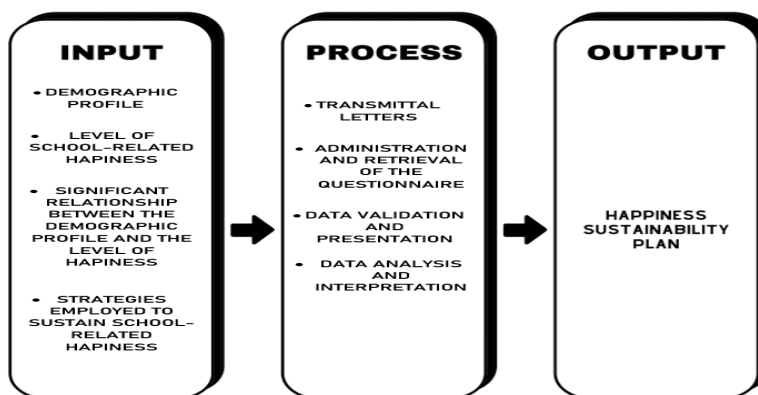 INPUT
• DEMOGRAPHIC
PROFILE
• LEVEL OF
SCHOOL-RELATED
HAPINESS
• SIGNIFICANT
RELATIONSHIP
BETWEEN THE
DEMOGRAPHIC
PROFILE AND THE
LEVEL OF
HAPINESS
• STRATEGIES
EMPLOYED TO
SUSTAIN SCHOOL-
RELATED
HAPINESS
PROCESS
• TRANSMITTAL
LETTERS
• ADMINISTRATION
AND RETRIEVAL
OF THE
QUESTIONNAIRE
• DATA VALIDATION
AND
PRESENTATION
• DATA ANALYSIS
AND
INTERPRETATION
OUTPUT
HAPPINESS
SUSTAINABILITY
PLAN